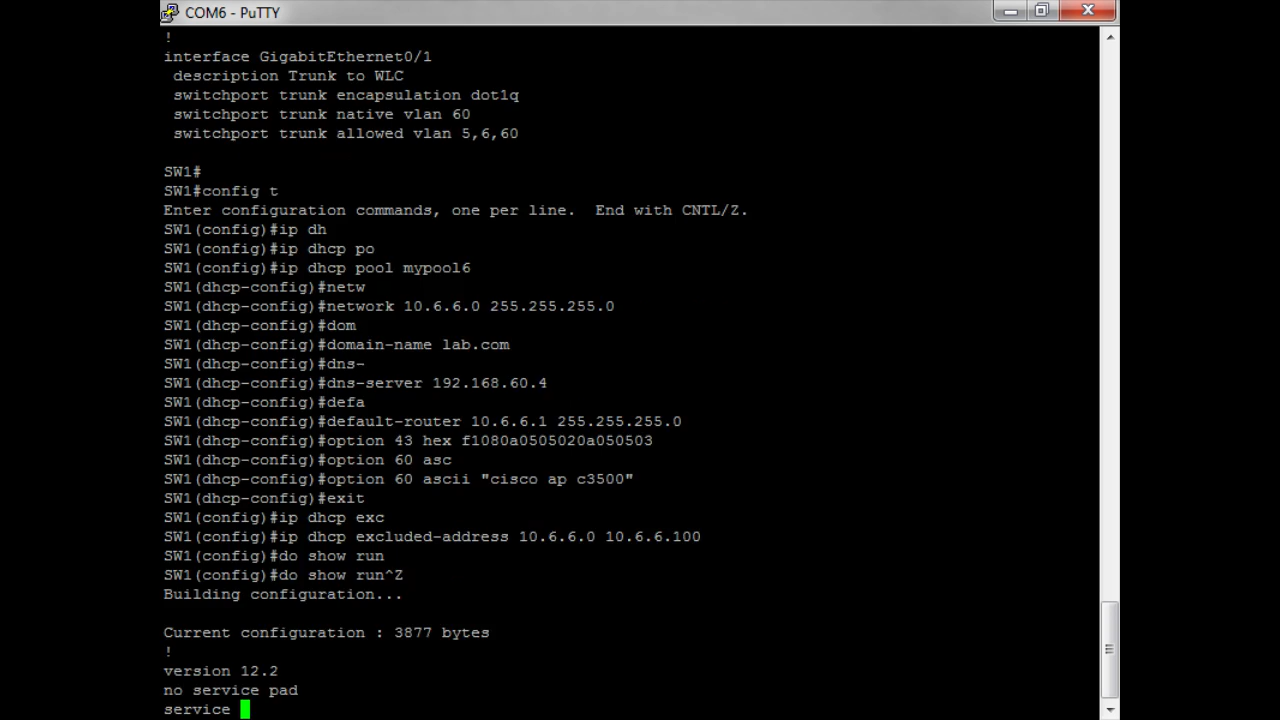 COM6 - PuTTY
!
interface GigabitEthernet0/1
 description Trunk to WLC
 switchport trunk encapsulation dot1q
 switchport trunk native vlan 60
 switchport trunk allowed vlan 5,6,60
SW1#
SW1#config t
Enter configuration commands, one per line.  End with CNTL/Z.
SW1(config)#ip dh
SW1(config)#ip dhcp po
SW1(config)#ip dhcp pool mypool6
SW1(dhcp-config)#netw
SW1(dhcp-config)#network 10.6.6.0 255.255.255.0
SW1(dhcp-config)#dom
SW1(dhcp-config)#domain-name lab.com
SW1(dhcp-config)#dns-
SW1(dhcp-config)#dns-server 192.168.60.4
SW1(dhcp-config)#defa
SW1(dhcp-config)#default-router 10.6.6.1 255.255.255.0
SW1(dhcp-config)#option 43 hex f1080a0505020a050503
SW1(dhcp-config)#option 60 asc
SW1(dhcp-config)#option 60 ascii "cisco ap c3500"
SW1(dhcp-config)#exit
SW1(config)#ip dhcp exc
SW1(config)#ip dhcp excluded-address 10.6.6.0 10.6.6.100
SW1(config)#do show run
SW1(config)#do show run^Z
Building configuration...
Current configuration : 3877 bytes
!
version 12.2
no service pad
service